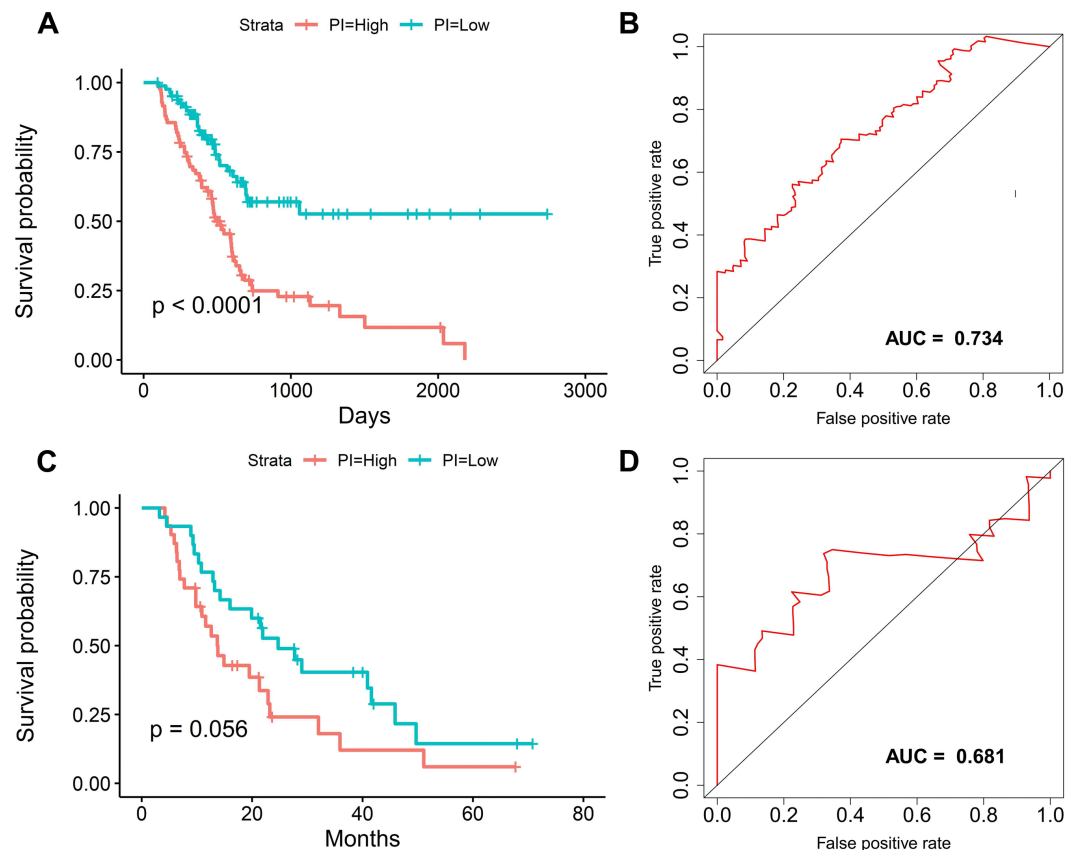 A
Strata PI=High PI=Low
Survival probability
1.00
0.75
0.50
0.25
0.00
p < 0.0001
0 1000 2000 3000
Days
B
True positive rate
1.0
0.8
0.6
0.4
0.2
0.0
AUC = 0.734
0.0 0.2 0.4 0.6 0.8 1.0
False positive rate
C
Strata PI=High PI=Low
Survival probability
1.00
0.75
0.50
0.25
0.00
p = 0.056
0 20 40 60 80
Months
D
True positive rate
1.0
0.8
0.6
0.4
0.2
0.0
AUC = 0.681
0.0 0.2 0.4 0.6 0.8 1.0
False positive rate